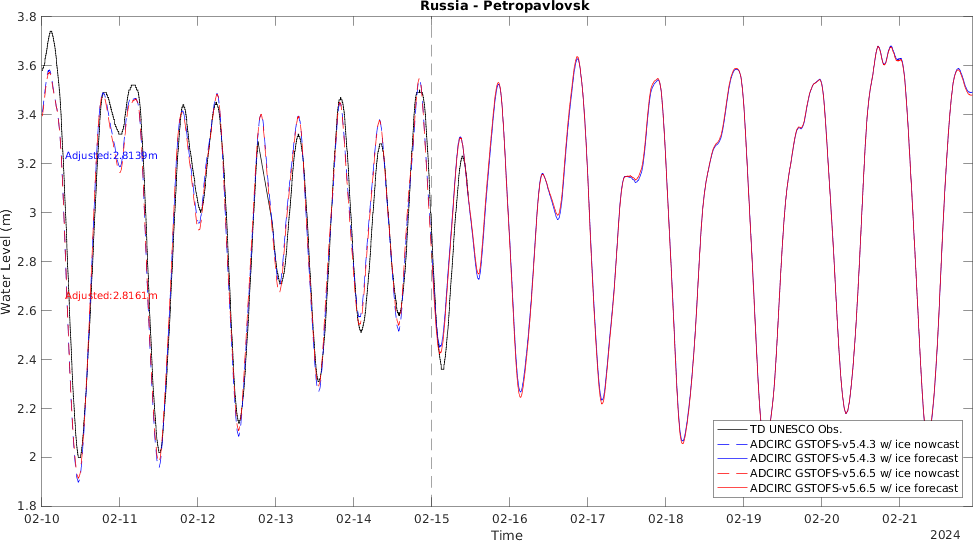 Russia - Petropavlovsk
3.8
3.6
3.4
3.2
3
2.8
2.6
2.4
2.2
2
1.8
Water Level (m)
Adjusted:2.8139m
Adjusted:2.8161m
TD UNESCO Obs.
ADCIRC GSTOFS-v5.4.3 w/ ice nowcast
ADCIRC GSTOFS-v5.4.3 w/ ice forecast
ADCIRC GSTOFS-v5.6.5 w/ ice nowcast
ADCIRC GSTOFS-v5.6.5 w/ ice forecast
02-10 02-11 02-12 02-13 02-14 02-15 02-16 02-17 02-18 02-19 02-20 02-21
Time
2024